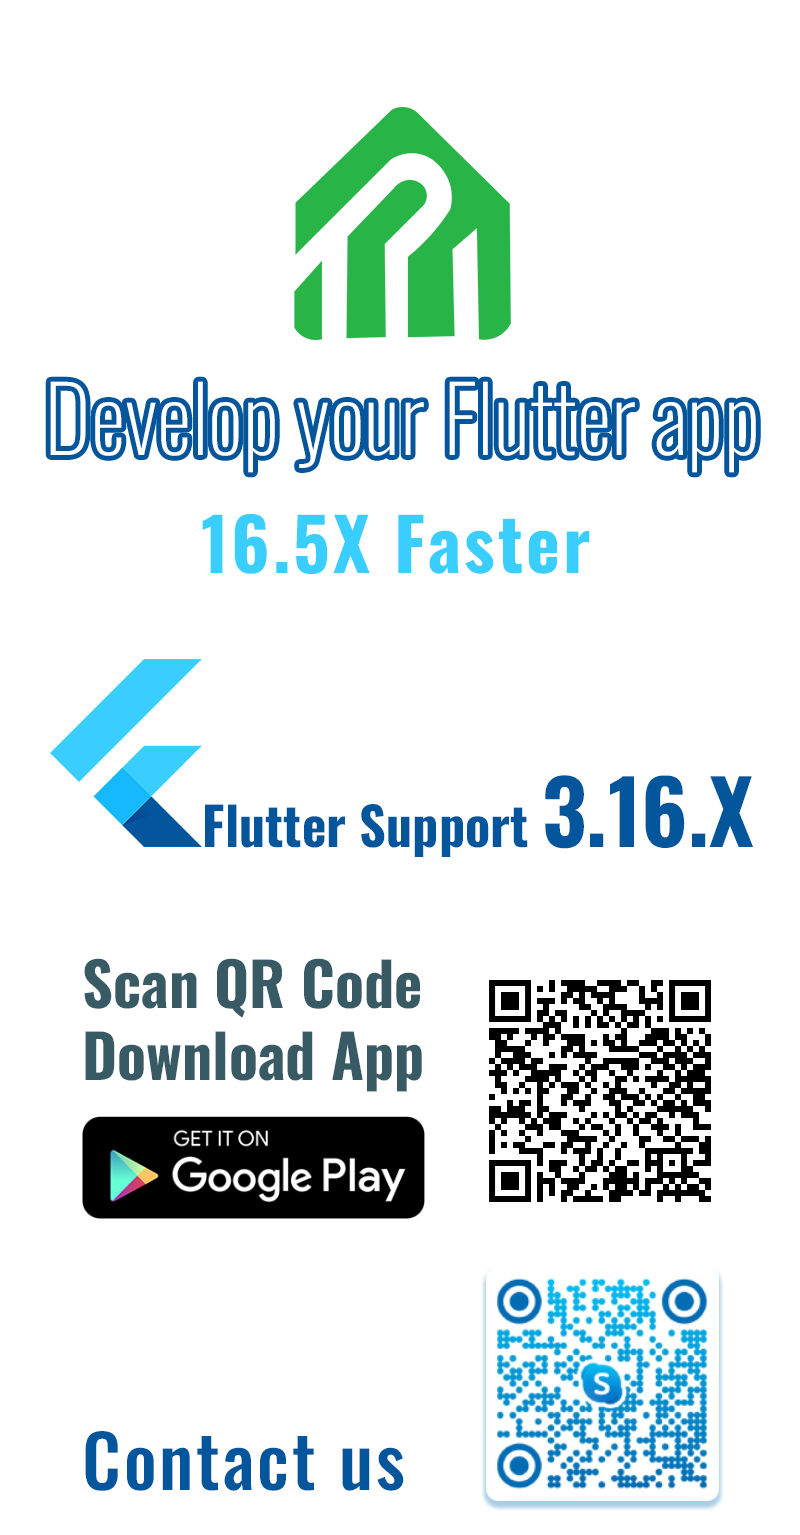 Develop your Flutter app
16.5X Faster
Flutter Support 3.16.X
Scan QR Code
Download App
GET IT ON
Google Play
S
Contact us